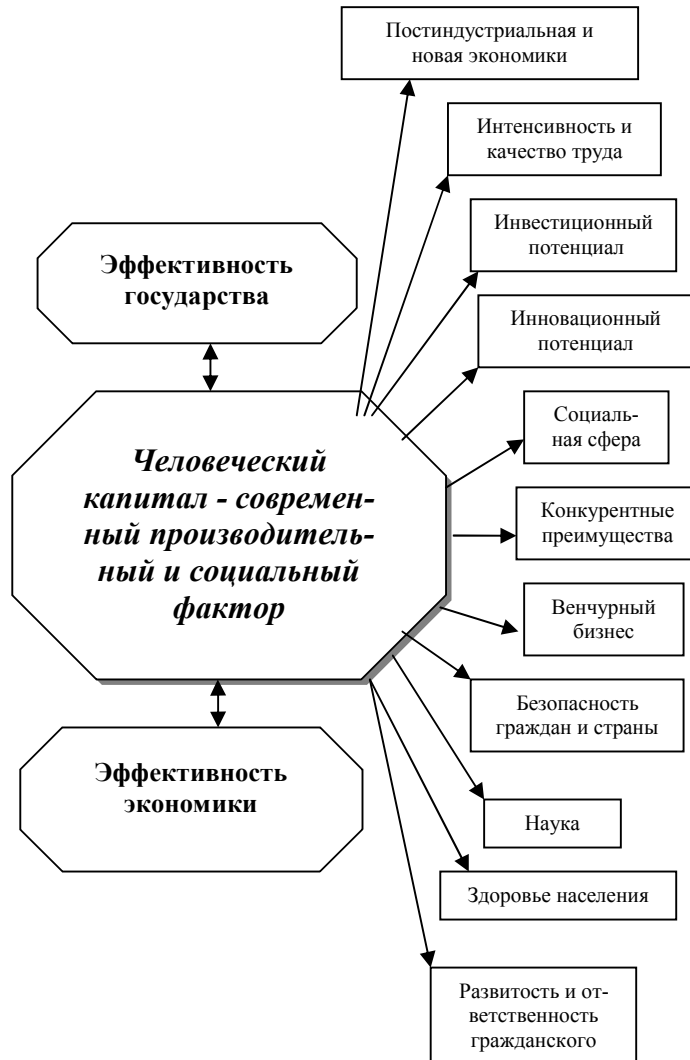 Постиндустриальная и
новая экономики
Интенсивность и
качество труда
Эффективность
государства
Инвестиционный
потенциал
Инновационный
потенциал
Человеческий
капитал - современ-
ный производитель-
ный и социальный
фактор
Социаль-
ная сфера
Конкурентные
преимущества
Венчурный
бизнес
Безопасность
граждан и страны
Эффективность
экономики
Наука
Здоровье населения
Развитость и от-
ветственность
гражданского